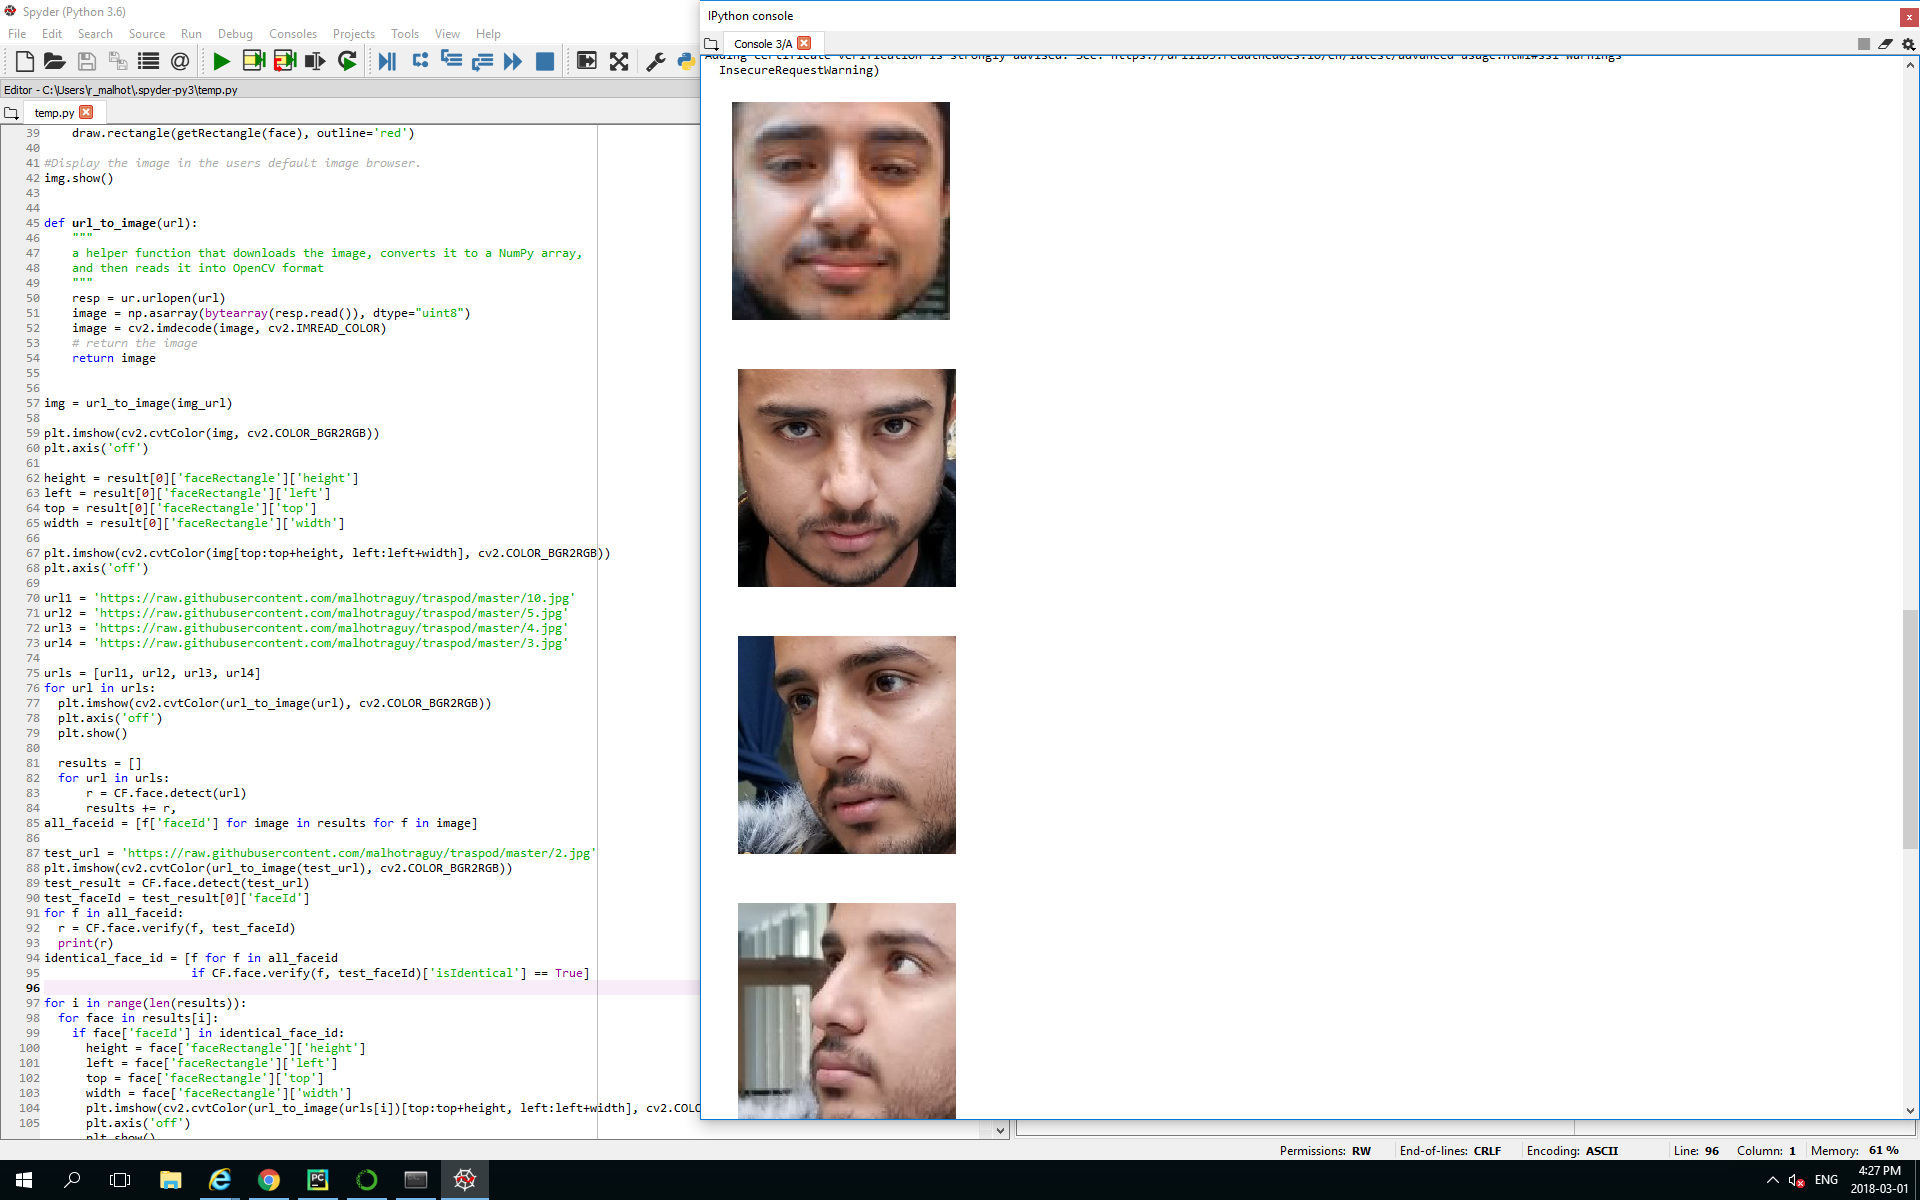 Spyder (Python 3.6)
File Edit Search Source Run Debug Consoles Projects Tools View Help
Editor - C:\Users\r_malhot\.spyder-py3\temp.py
temp.py
39 draw.rectangle(getRectangle(face), outline='red')
40
41 #Display the image in the users default image browser.
42 img.show()
43
44
45 def url_to_image(url):
46 """
47 a helper function that downloads the image, converts it to a NumPy array,
48 and then reads it into OpenCV format
49 """
50 resp = ur.urlopen(url)
51 image = np.asarray(bytearray(resp.read()), dtype="uint8")
52 image = cv2.imdecode(image, cv2.IMREAD_COLOR)
53 # return the image
54 return image
55
56
57 img = url_to_image(img_url)
58
59 plt.imshow(cv2.cvtColor(img, cv2.COLOR_BGR2RGB))
60 plt.axis('off')
61
62 height = result[0]['faceRectangle']['height']
63 left = result[0]['faceRectangle']['left']
64 top = result[0]['faceRectangle']['top']
65 width = result[0]['faceRectangle']['width']
66
67 plt.imshow(cv2.cvtColor(img[top:top+height, left:left+width], cv2.COLOR_BGR2RGB))
68 plt.axis('off')
69
70 url1 = 'https://raw.githubusercontent.com/malhotraguy/traspod/master/10.jpg'
71 url2 = 'https://raw.githubusercontent.com/malhotraguy/traspod/master/5.jpg'
72 url3 = 'https://raw.githubusercontent.com/malhotraguy/traspod/master/4.jpg'
73 url4 = 'https://raw.githubusercontent.com/malhotraguy/traspod/master/3.jpg'
74
75 urls = [url1, url2, url3, url4]
76 for url in urls:
77 plt.imshow(cv2.cvtColor(url_to_image(url), cv2.COLOR_BGR2RGB))
78 plt.axis('off')
79 plt.show()
80
81 results = []
82 for url in urls:
83 r = CF.face.detect(url)
84 results += r,
85 all_faceid = [f['faceId'] for image in results for f in image]
86
87 test_url = 'https://raw.githubusercontent.com/malhotraguy/traspod/master/2.jpg'
88 plt.imshow(cv2.cvtColor(url_to_image(test_url), cv2.COLOR_BGR2RGB))
89 test_result = CF.face.detect(test_url)
90 test_faceId = test_result[0]['faceId']
91 for f in all_faceid:
92 r = CF.face.verify(f, test_faceId)
93 print(r)
94 identical_face_id = [f for f in all_faceid
95 if CF.face.verify(f, test_faceId)['isIdentical'] == True]
96
97 for i in range(len(results)):
98 for face in results[i]:
99 if face['faceId'] in identical_face_id:
100 height = face['faceRectangle']['height']
101 left = face['faceRectangle']['left']
102 top = face['faceRectangle']['top']
103 width = face['faceRectangle']['width']
104 plt.imshow(cv2.cvtColor(url_to_image(urls[i])[top:top+height, left:left+width], cv2.COLO
105 plt.axis('off')
plt.show()
IPython console
Console 3/A
Adding certificate verification is strongly advised. See: https://urllib3.readthedocs.io/en/latest/advanced-usage.html#ssl-warnings
InsecureRequestWarning)
Permissions: RW End-of-lines: CRLF Encoding: ASCII Line: 96 Column: 1 Memory: 61 %
ENG
4:27 PM
2018-03-01